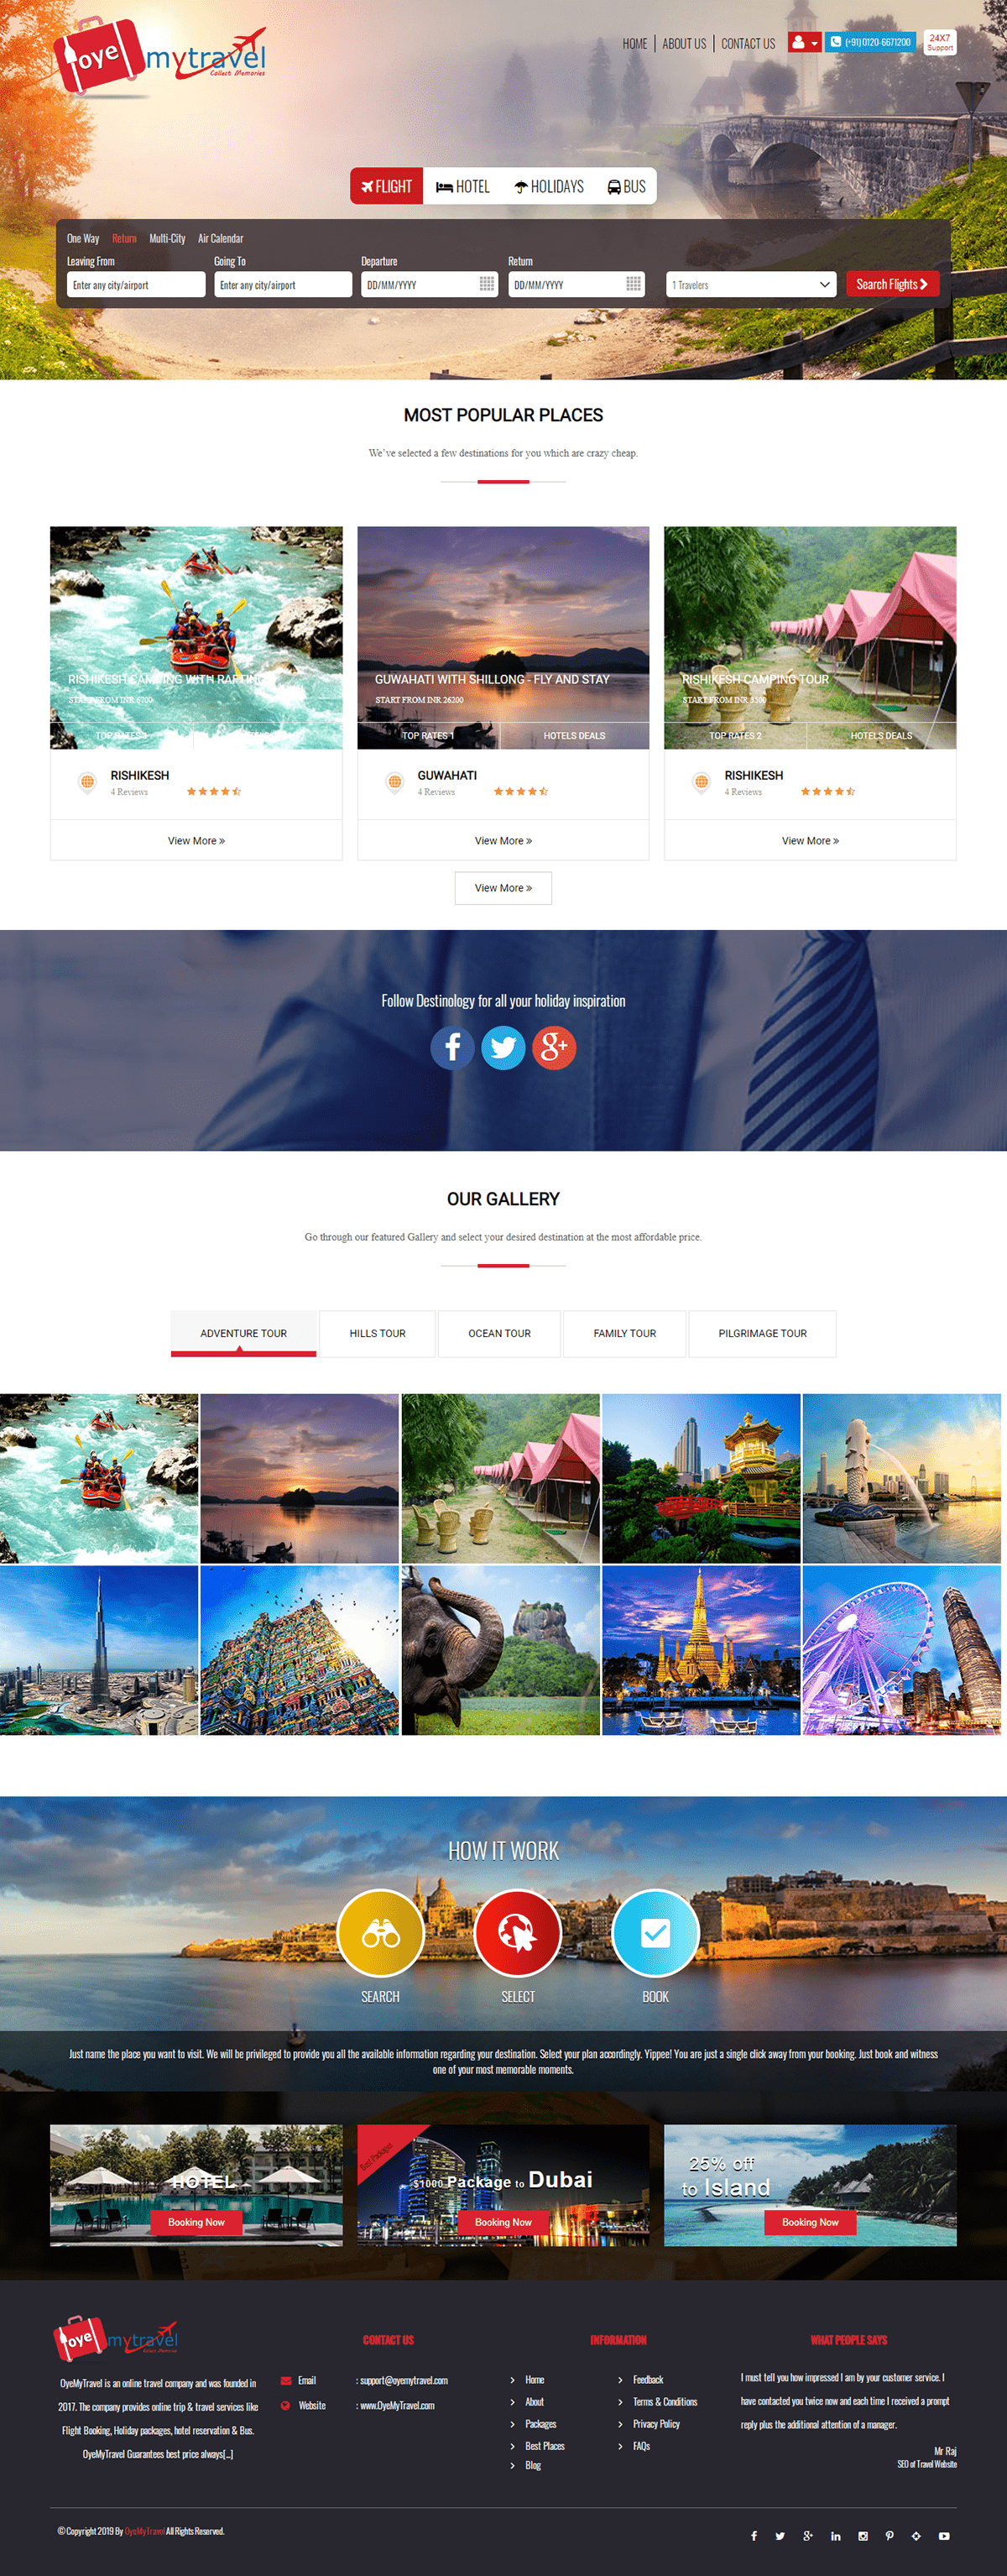 oye!
mytravel
Collect Memories
HOME
ABOUT US
CONTACT US
(+91) 0120-6671200
24X7
Support
FLIGHT
HOTEL
HOLIDAYS
BUS
One Way
Return
Multi-City
Air Calendar
Leaving From
Going To
Departure
Return
Enter any city/airport
Enter any city/airport
DD/MM/YYYY
DD/MM/YYYY
1 Travelers
Search Flights
MOST POPULAR PLACES
We've selected a few destinations for you which are crazy cheap.
RISHIKESH CAMPING WITH RAFTING
START FROM INR 6700
TOP RATES
GUWAHATI WITH SHILLONG - FLY AND STAY
START FROM INR 26200
TOP RATES 1
HOTELS DEALS
RISHIKESH CAMPING TOUR
START FROM INR
TOP RATES 2
HOTELS DEALS
RISHIKESH
4 Reviews
View More »
GUWAHATI
4 Reviews
View More »
RISHIKESH
4 Reviews
View More »
View More »
Follow Destinology for all your holiday inspiration
OUR GALLERY
Go through our featured Gallery and select your desired destination at the most affordable price.
ADVENTURE TOUR
HILLS TOUR
OCEAN TOUR
FAMILY TOUR
PILGRIMAGE TOUR
HOW IT WORK
SEARCH
SELECT
BOOK
Just name the place you want to visit. We will be privileged to provide you all the available information regarding your destination. Select your plan accordingly. Yippee! You are just a single click away from your booking. Just book and witness
one of your most memorable moments.
HOTEL
Booking Now
Best Packages
$1000 Package to Dubai
Booking Now
25% off
to Island
Booking Now
oye!
mytravel
Collect Memories
OyeMyTravel is an online travel company and was founded in
2017. The company provides online trip & travel services like
Flight Booking, Holiday packages, hotel reservation & Bus.
OyeMyTravel Guarantees best price always[...]
CONTACT US
Email : support@oyemytravel.com
Website : www.OyeMyTravel.com
INFORMATION
Home
About
Packages
Best Places
Blog
Feedback
Terms & Conditions
Privacy Policy
FAQs
WHAT PEOPLE SAYS
I must tell you how impressed I am by your customer service. I
have contacted you twice now and each time I received a prompt
reply plus the additional attention of a manager.
Mr Raj
SEO of Travel Website
© Copyright 2019 By OyeMyTravel All Rights Reserved.